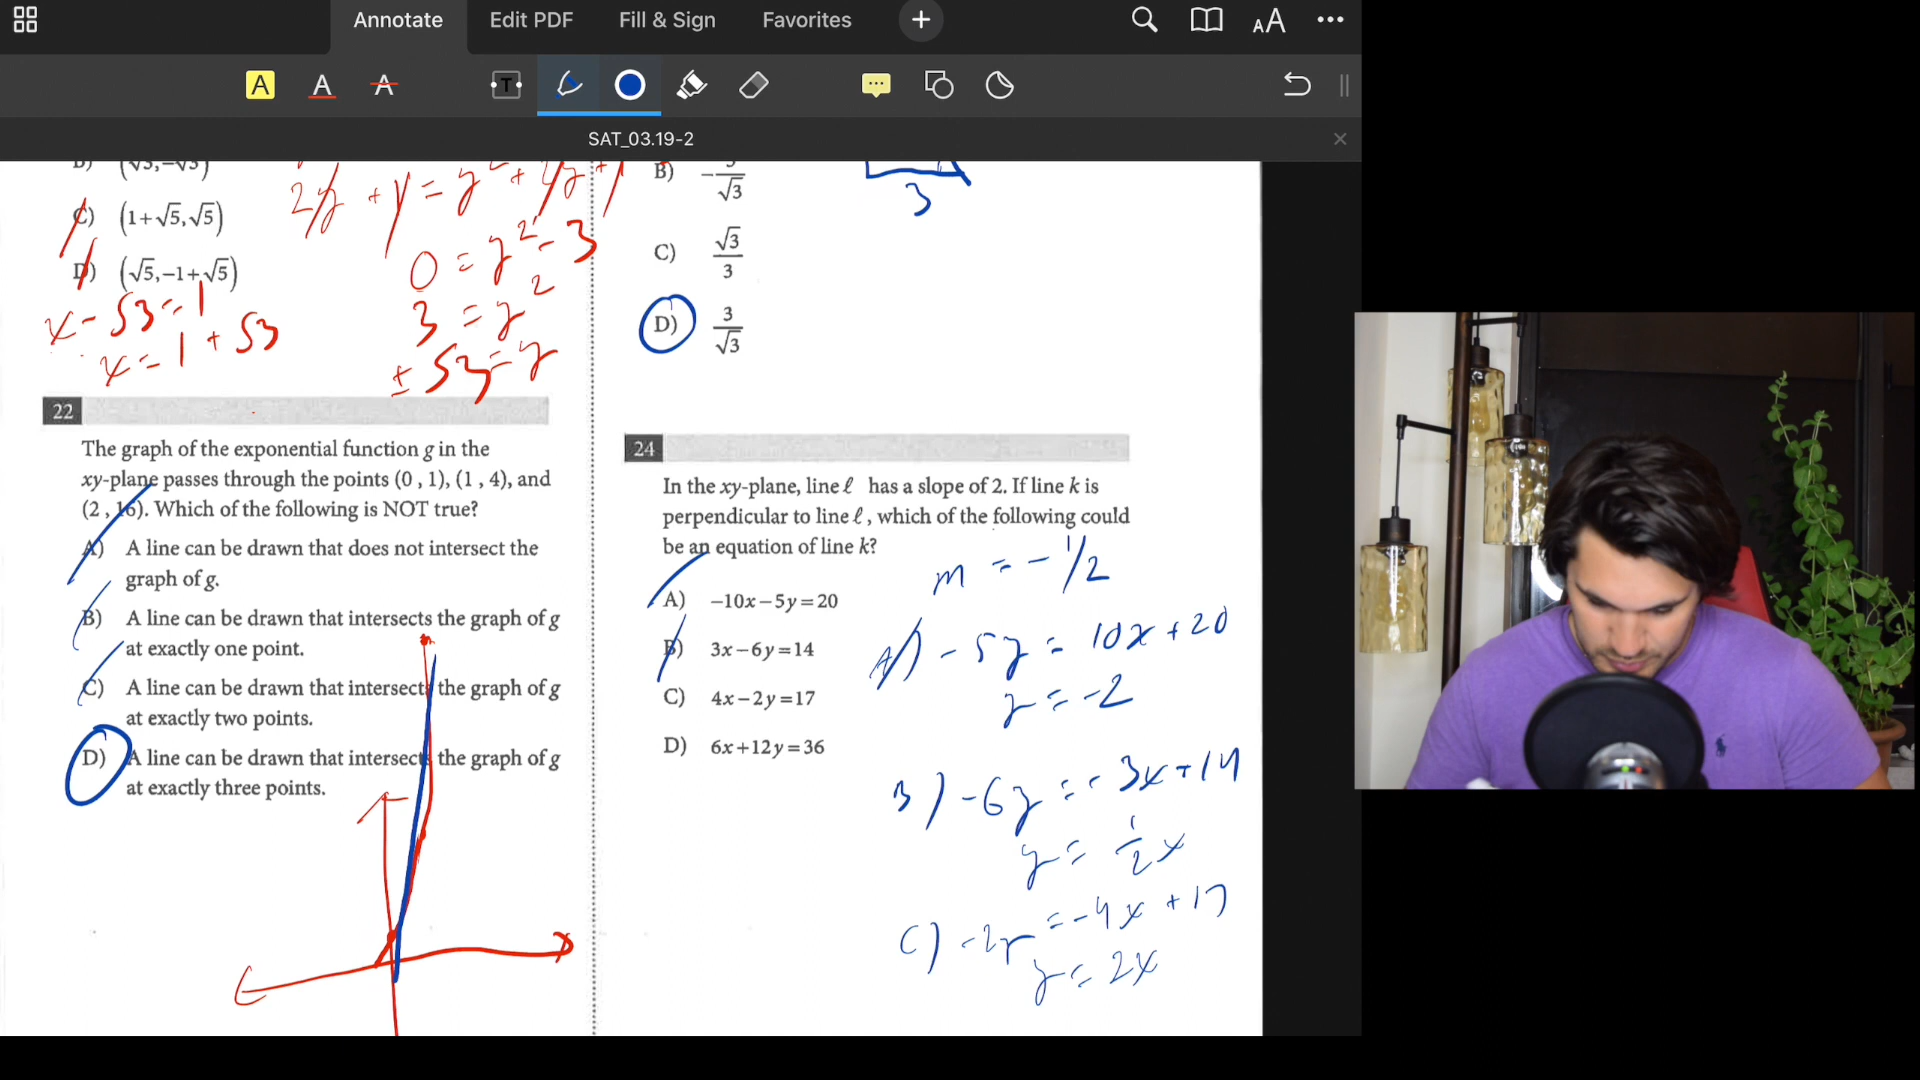 Annotate Edit PDF Fill & Sign Favorites
AA
A A A T
SAT_03.19-2
B) (√3,-√3)
C) (1+√5,√5)
D) (√5,-1+√5)
x-√3=1
x=1+√3
0=y²-3
3=y²
±√3=y
22
The graph of the exponential function g in the
xy-plane passes through the points (0 , 1), (1 , 4), and
(2 , 16). Which of the following is NOT true?
A) A line can be drawn that does not intersect the
graph of g.
B) A line can be drawn that intersects the graph of g
at exactly one point.
C) A line can be drawn that intersects the graph of g
at exactly two points.
D) A line can be drawn that intersects the graph of g
at exactly three points.
B) -3/√3
3
C) √3/3
D) 3/√3
24
In the xy-plane, line ℓ has a slope of 2. If line k is
perpendicular to line ℓ, which of the following could
be an equation of line k?
A) −10x−5y=20
B) 3x−6y=14
C) 4x−2y=17
D) 6x+12y=36
m = -1/2
A) -5y = 10x+20
y = -2
B) -6y = -3x+14
y = 1/2x
C) -2y = -4x+17
y = 2x